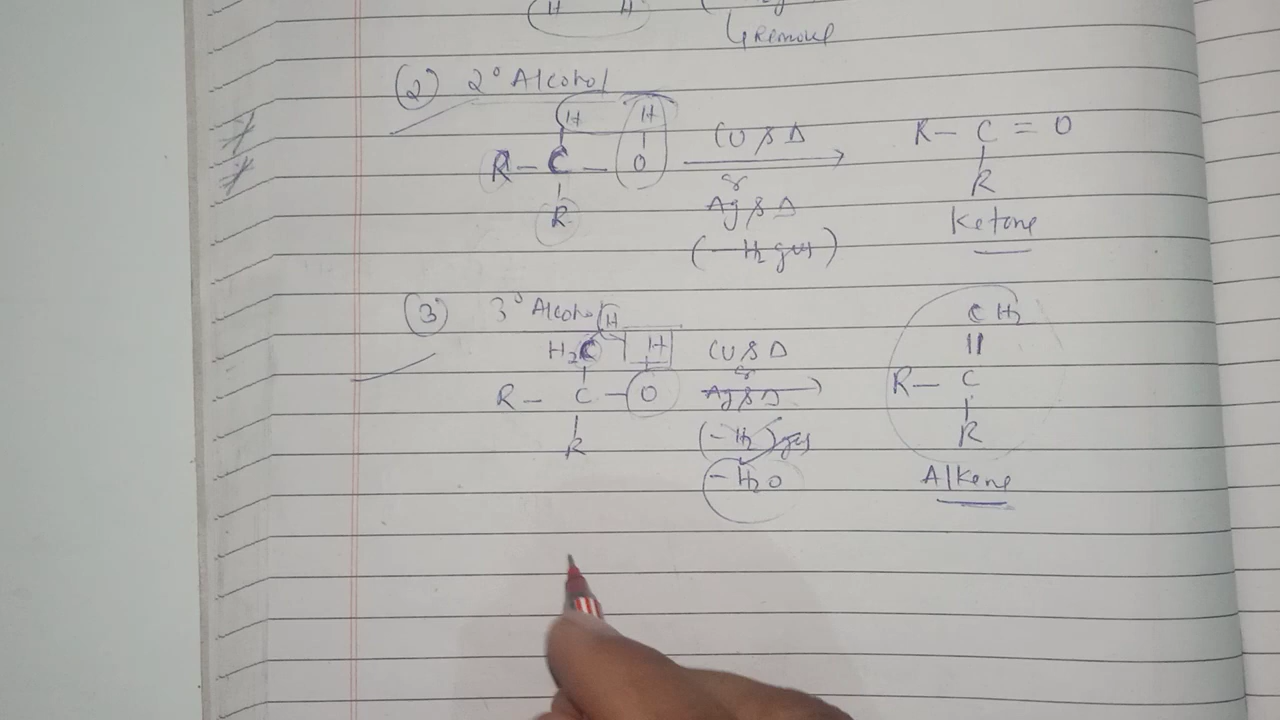 H H
↳ Remove
(2) 2° Alcohol
H H
R - C - O Cu & Δ R - C = O
or
R Ag & Δ R
(- H₂ gas) Ketone
(3) 3° Alcohol H CH₂
H₂C H Cu & Δ ||
or
R - C - O Ag & Δ R - C
R (- H₂) gas R
- H₂O Alkene